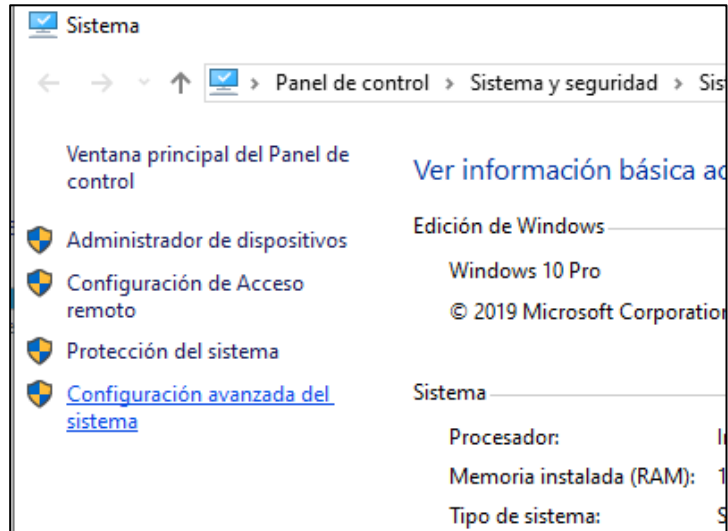 Sistema
Panel de control > Sistema y seguridad >
Ventana principal del Panel de
control
Ver información básica
Administrador de dispositivos
Configuración de Acceso
remoto
Protección del sistema
Configuración avanzada del
sistema
Edición de Windows
Windows 10 Pro
© 2019 Microsoft
Sistema
Procesador:
Memoria instalada (RAM):
Tipo de sistema: